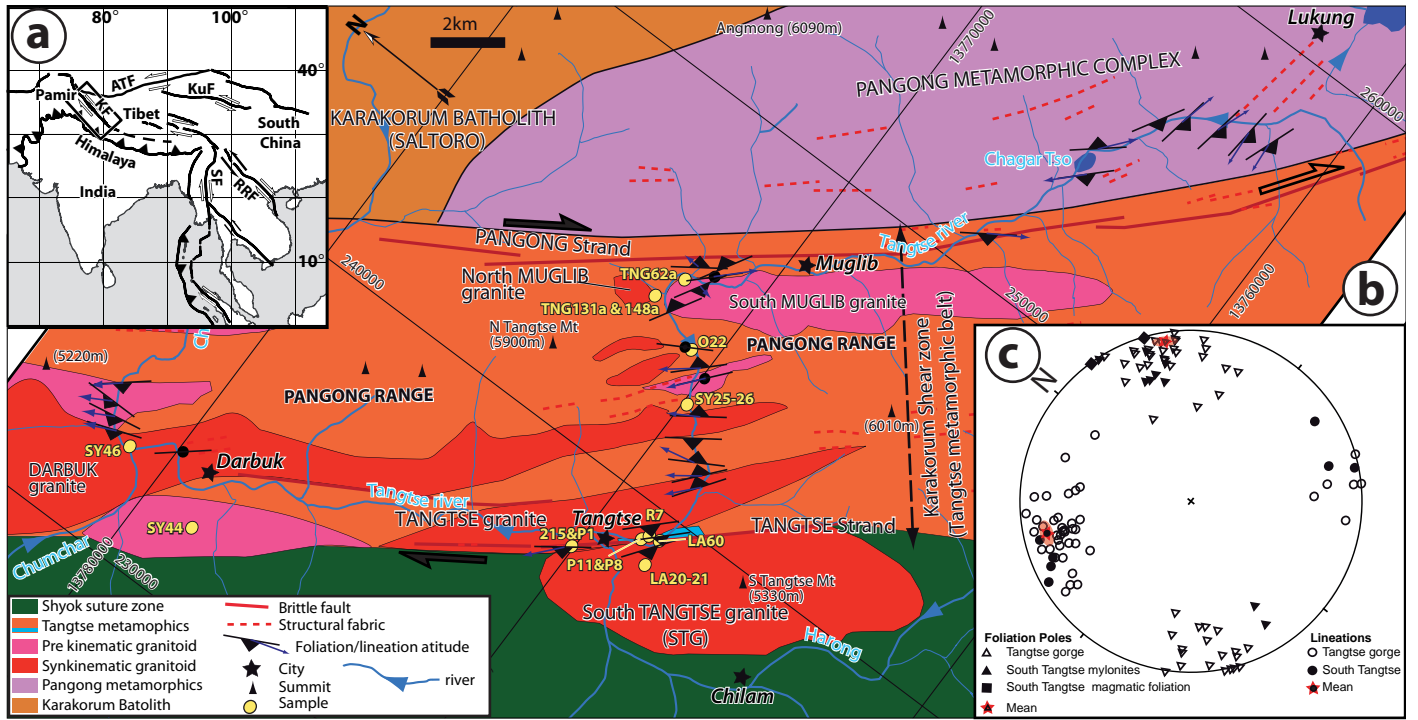 a
80°
100°
40°
10°
ATF
KuF
Pamir
KF
Tibet
South
China
Himalaya
India
SF
RRF
N
2km
Angmong (6090m)
13770000
Lukung
PANGONG METAMORPHIC COMPLEX
260000
KARAKORUM BATHOLITH
(SALTORO)
Chagar Tso
PANGONG Strand
Tangtse river
240000
Muglib
North MUGLIB
granite
TNG62a
TNG131a & 148a
South MUGLIB granite
250000
13760000
b
N Tangtse Mt
(5900m)
O22
PANGONG RANGE
Karakorum Shear zone
(Tangtse metamorphic belt)
Ch
(5220m)
PANGONG RANGE
SY25-26
(6010m)
SY46
DARBUK
granite
Darbuk
Tangtse river
TANGTSE granite
Tangtse
R7
TANGTSE Strand
SY44
215&P1
LA60
P11&P8
LA20-21
Chumchar
13780000
230000
S Tangtse Mt
(5330m)
South TANGTSE granite
(STG)
Harong
Chilam
Shyok suture zone
Tangtse metamophics
Pre kinematic granitoid
Synkinematic granitoid
Pangong metamorphics
Karakorum Batolith
Brittle fault
Structural fabric
Foliation/lineation attitude
City
Summit
Sample
river
c
N
Foliation Poles
Tangtse gorge
South Tangtse mylonites
South Tangtse magmatic foliation
Mean
Lineations
Tangtse gorge
South Tangtse
Mean